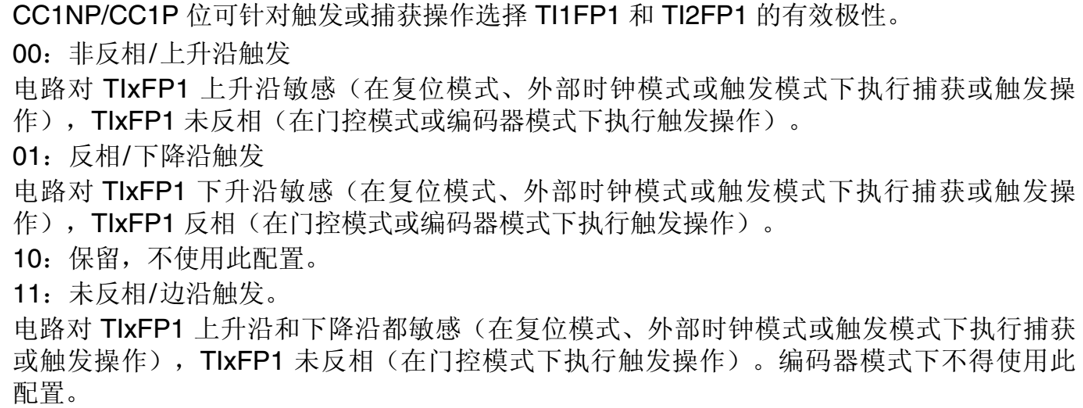 CC1NP/CC1P 位可针对触发或捕获操作选择 TI1FP1 和 TI2FP1 的有效极性。
00：非反相/上升沿触发
电路对 TIxFP1 上升沿敏感（在复位模式、外部时钟模式或触发模式下执行捕获或触发操
作），TIxFP1 未反相（在门控模式或编码器模式下执行触发操作）。
01：反相/下降沿触发
电路对 TIxFP1 下升沿敏感（在复位模式、外部时钟模式或触发模式下执行捕获或触发操
作），TIxFP1 反相（在门控模式或编码器模式下执行触发操作）。
10：保留，不使用此配置。
11：未反相/边沿触发。
电路对 TIxFP1 上升沿和下降沿都敏感（在复位模式、外部时钟模式或触发模式下执行捕获
或触发操作），TIxFP1 未反相（在门控模式下执行触发操作）。编码器模式下不得使用此
配置。